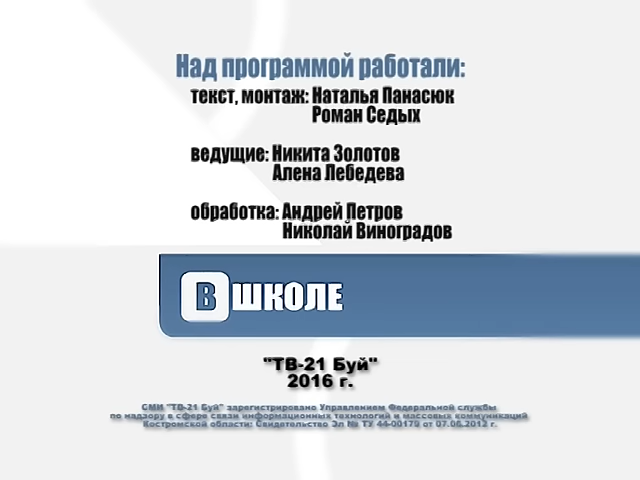 Над программой работали:
текст, монтаж: Наталья Панасюк
Роман Седых
ведущие: Никита Золотов
Алена Лебедева
обработка: Андрей Петров
Николай Виноградов
В ШКОЛЕ
"ТВ-21 Буй"
2016 г.
СМИ "ТВ-21 Буй" зарегистрировано Управлением Федеральной службы
по надзору в сфере связи информационных технологий и массовых коммуникаций
Костромской области: Свидетельство Эл № ТУ 44-00170 от 07.06.2012 г.